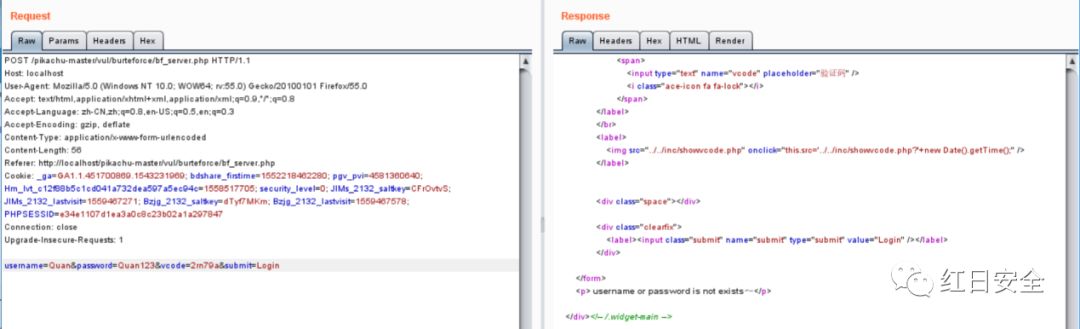 Request
Raw Params Headers Hex
POST /pikachu-master/vul/burteforce/bf_server.php HTTP/1.1
Host: localhost
User-Agent: Mozilla/5.0 (Windows NT 10.0; WOW64; rv:55.0) Gecko/20100101 Firefox/55.0
Accept: text/html,application/xhtml+xml,application/xml;q=0.9,*/*;q=0.8
Accept-Language: zh-CN,zh;q=0.8,en-US;q=0.5,en;q=0.3
Accept-Encoding: gzip, deflate
Content-Type: application/x-www-form-urlencoded
Content-Length: 56
Referer: http://localhost/pikachu-master/vul/burteforce/bf_server.php
Cookie: _ga=GA1.1.451700869.1543231969; bdshare_firstime=1552218462280; pgv_pvi=4581360640;
Hm_lvt_c12f88b5c1cd041a732dea597a5ec94c=1558517705; security_level=0; JIMs_2132_saltkey=CFrOvtvS;
JIMs_2132_lastvisit=1559467271; Bzjg_2132_saltkey=dTyf7MKm; Bzjg_2132_lastvisit=1559467578;
PHPSESSID=e34e1107d1ea3a0c8c23b02a1a297847
Connection: close
Upgrade-Insecure-Requests: 1
username=Quan&password=Quan123&vcode=2rn79a&submit=Login
Response
Raw Headers Hex HTML Render
<span>
<input type="text" name="vcode" placeholder="验证码" />
<i class="ace-icon fa fa-lock"></i>
</span>
</label>
</br>
<label>
<img src="../../inc/showvcode.php" onclick="this.src='../../inc/showvcode.php?'+new Date().getTime();" />
</label>
<div class="space"></div>
<div class="clearfix">
<label><input class="submit" name="submit" type="submit" value="Login" /></label>
</div>
</form>
<p> username or password is not exists～</p>
</div><!-- /.widget-main -->
红日安全